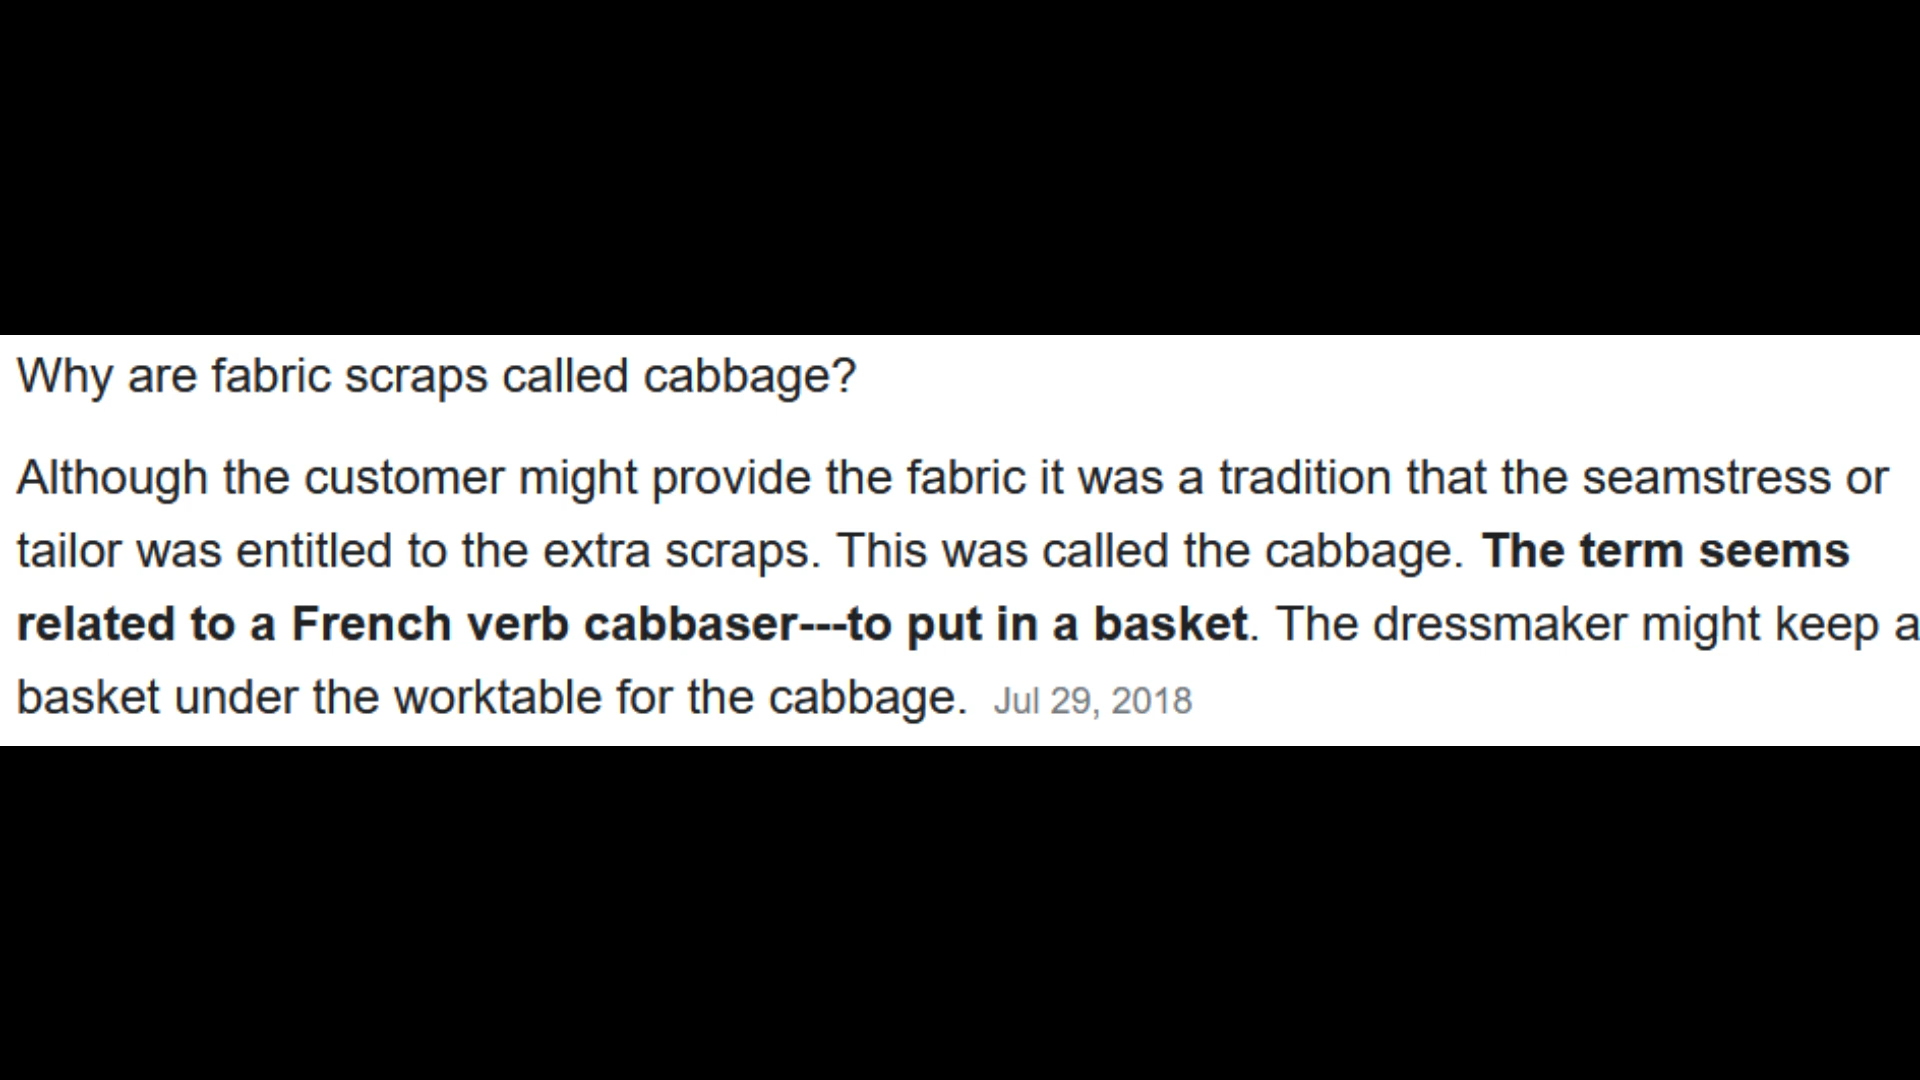 Why are fabric scraps called cabbage?
Although the customer might provide the fabric it was a tradition that the seamstress or
tailor was entitled to the extra scraps. This was called the cabbage. The term seems
related to a French verb cabbaser---to put in a basket. The dressmaker might keep a
basket under the worktable for the cabbage. Jul 29, 2018